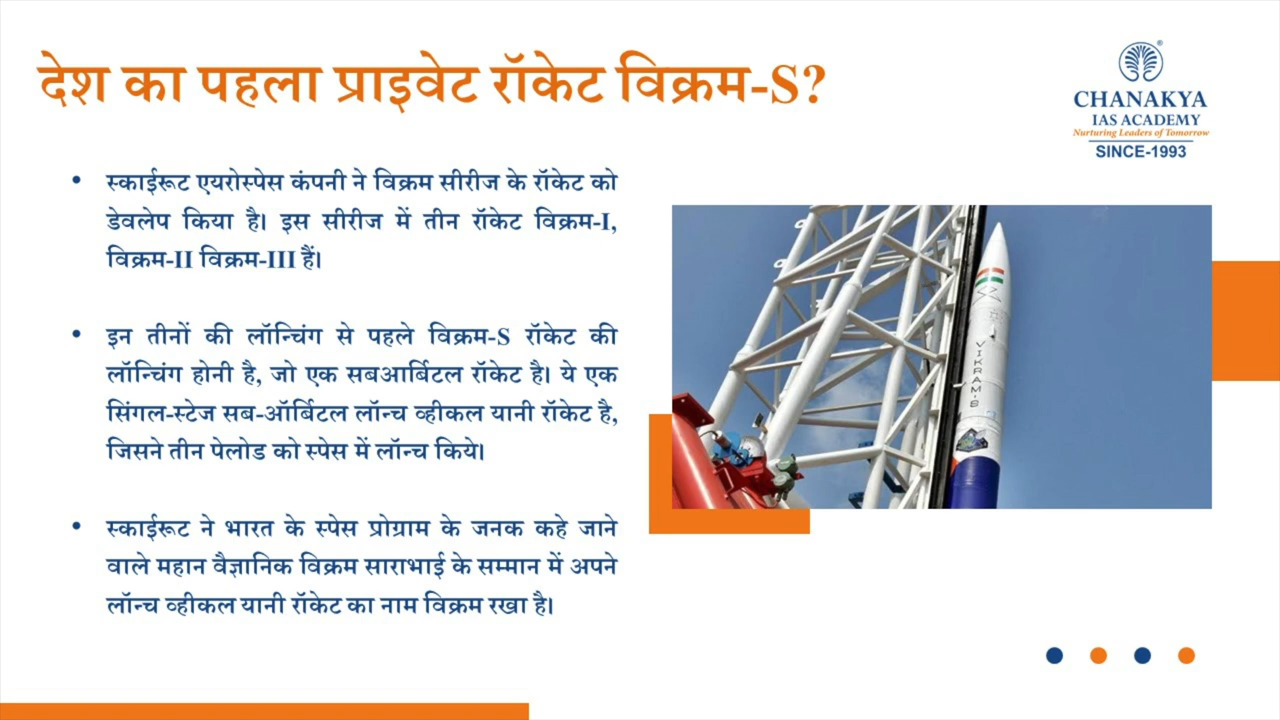 देश का पहला प्राइवेट रॉकेट विक्रम-S?
CHANAKYA
IAS ACADEMY
Nurturing Leaders of Tomorrow
SINCE-1993
• स्काईरूट एयरोस्पेस कंपनी ने विक्रम सीरीज के रॉकेट को
डेवलेप किया है। इस सीरीज में तीन रॉकेट विक्रम-I,
विक्रम-II विक्रम-III हैं।
• इन तीनों की लॉन्चिंग से पहले विक्रम-S रॉकेट की
लॉन्चिंग होनी है, जो एक सबआर्बिटल रॉकेट है। ये एक
सिंगल-स्टेज सब-ऑर्बिटल लॉन्च व्हीकल यानी रॉकेट है,
जिसने तीन पेलोड को स्पेस में लॉन्च किये।
• स्काईरूट ने भारत के स्पेस प्रोग्राम के जनक कहे जाने
वाले महान वैज्ञानिक विक्रम साराभाई के सम्मान में अपने
लॉन्च व्हीकल यानी रॉकेट का नाम विक्रम रखा है।
VIKRAM-S